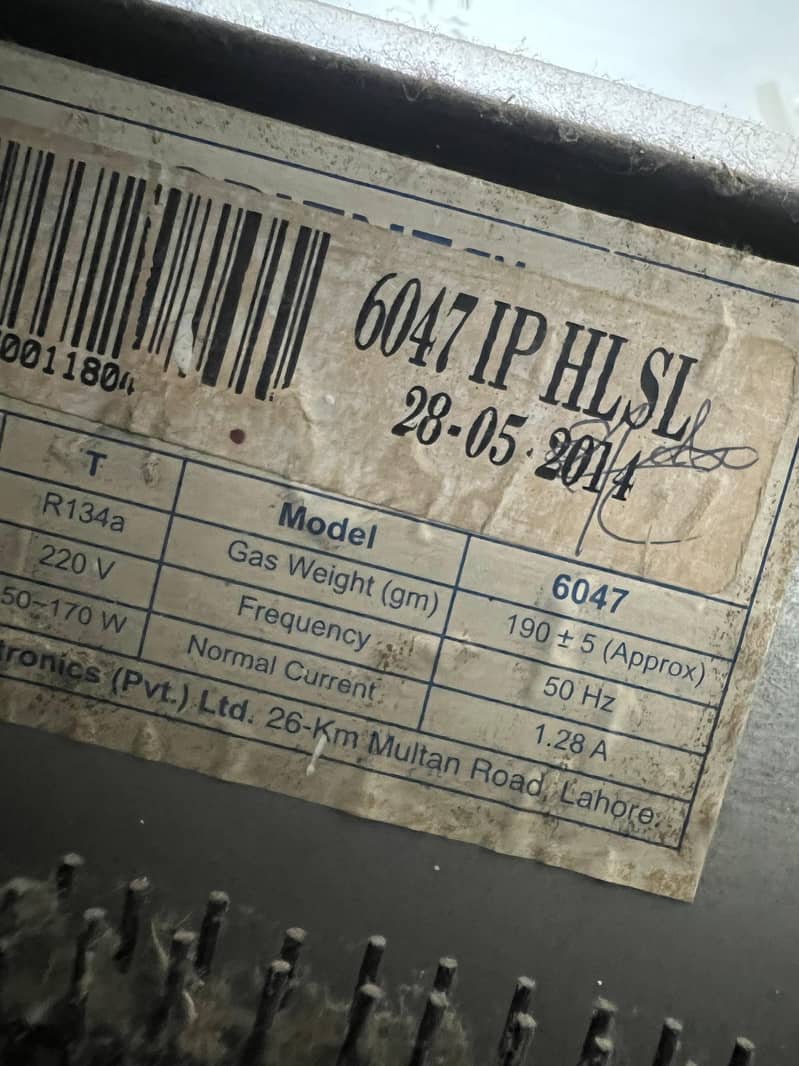 6047 IP HLSL
28-05-2014
0011804
T Model 6047
R134a Gas Weight (gm) 190 ± 5 (Approx)
220 V Frequency 50 Hz
50~170 W Normal Current 1.28 A
tronics (Pvt.) Ltd. 26-Km Multan Road, Lahore.